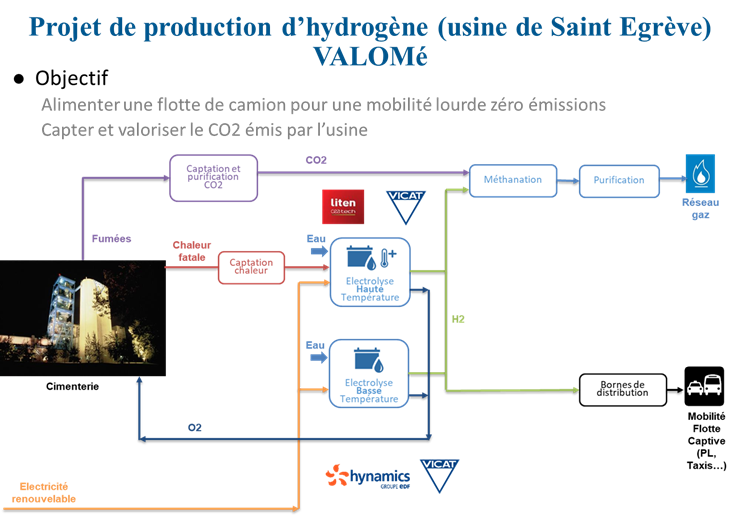 Projet de production d’hydrogène (usine de Saint Egrève)
VALOMé
● Objectif
Alimenter une flotte de camion pour une mobilité lourde zéro émissions
Capter et valoriser le CO2 émis par l’usine
Captation et
purification
CO2
CO2
Méthanation
Purification
Réseau
gaz
liten
VICAT
Fumées
Chaleur
fatale
Captation
chaleur
Eau
Electrolyse
Haute
Température
H2
Eau
Electrolyse
Basse
Température
Cimenterie
Bornes de
distribution
Mobilité
Flotte
Captive
(PL,
Taxis…)
O2
hynamics
GROUPE eDF
VICAT
Electricité
renouvelable